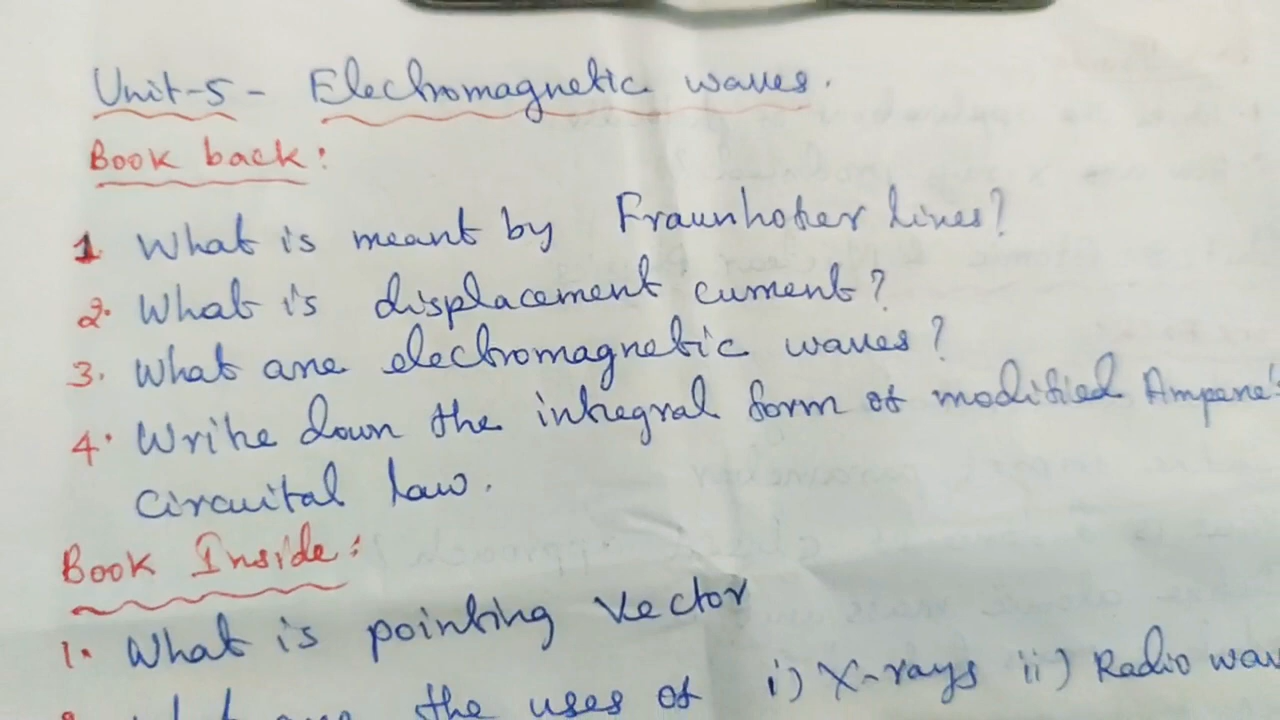 Unit-5 - Electromagnetic waves.
Book back:
1. What is meant by Fraunhofer lines?
2. What is displacement current?
3. What are electromagnetic waves?
4. Write down the integral form of modified Ampere's
Circuital law.
Book Inside:
1. What is pointing Vector
the uses of i) X-rays ii) Radio